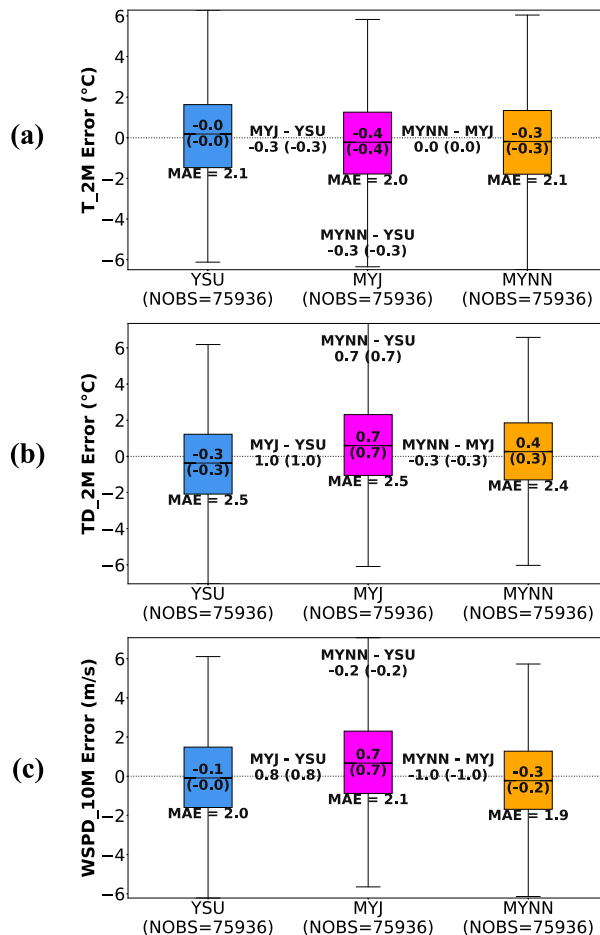 (a)
T_2M Error (°C)
6
4
2
0
−2
−4
−6
-0.0
(-0.0)
MAE = 2.1
MYJ - YSU
-0.3 (-0.3)
-0.4
(-0.4)
MAE = 2.0
MYNN - MYJ
0.0 (0.0)
-0.3
(-0.3)
MAE = 2.1
MYNN - YSU
-0.3 (-0.3)
YSU
(NOBS=75936)
MYJ
(NOBS=75936)
MYNN
(NOBS=75936)
(b)
TD_2M Error (°C)
6
4
2
0
−2
−4
−6
MYNN - YSU
0.7 (0.7)
-0.3
(-0.3)
MAE = 2.5
MYJ - YSU
1.0 (1.0)
0.7
(0.7)
MAE = 2.5
MYNN - MYJ
-0.3 (-0.3)
0.4
(0.3)
MAE = 2.4
YSU
(NOBS=75936)
MYJ
(NOBS=75936)
MYNN
(NOBS=75936)
(c)
WSPD_10M Error (m/s)
6
4
2
0
−2
−4
−6
MYNN - YSU
-0.2 (-0.2)
-0.1
(-0.0)
MAE = 2.0
MYJ - YSU
0.8 (0.8)
0.7
(0.7)
MAE = 2.1
MYNN - MYJ
-1.0 (-1.0)
-0.3
(-0.2)
MAE = 1.9
YSU
(NOBS=75936)
MYJ
(NOBS=75936)
MYNN
(NOBS=75936)